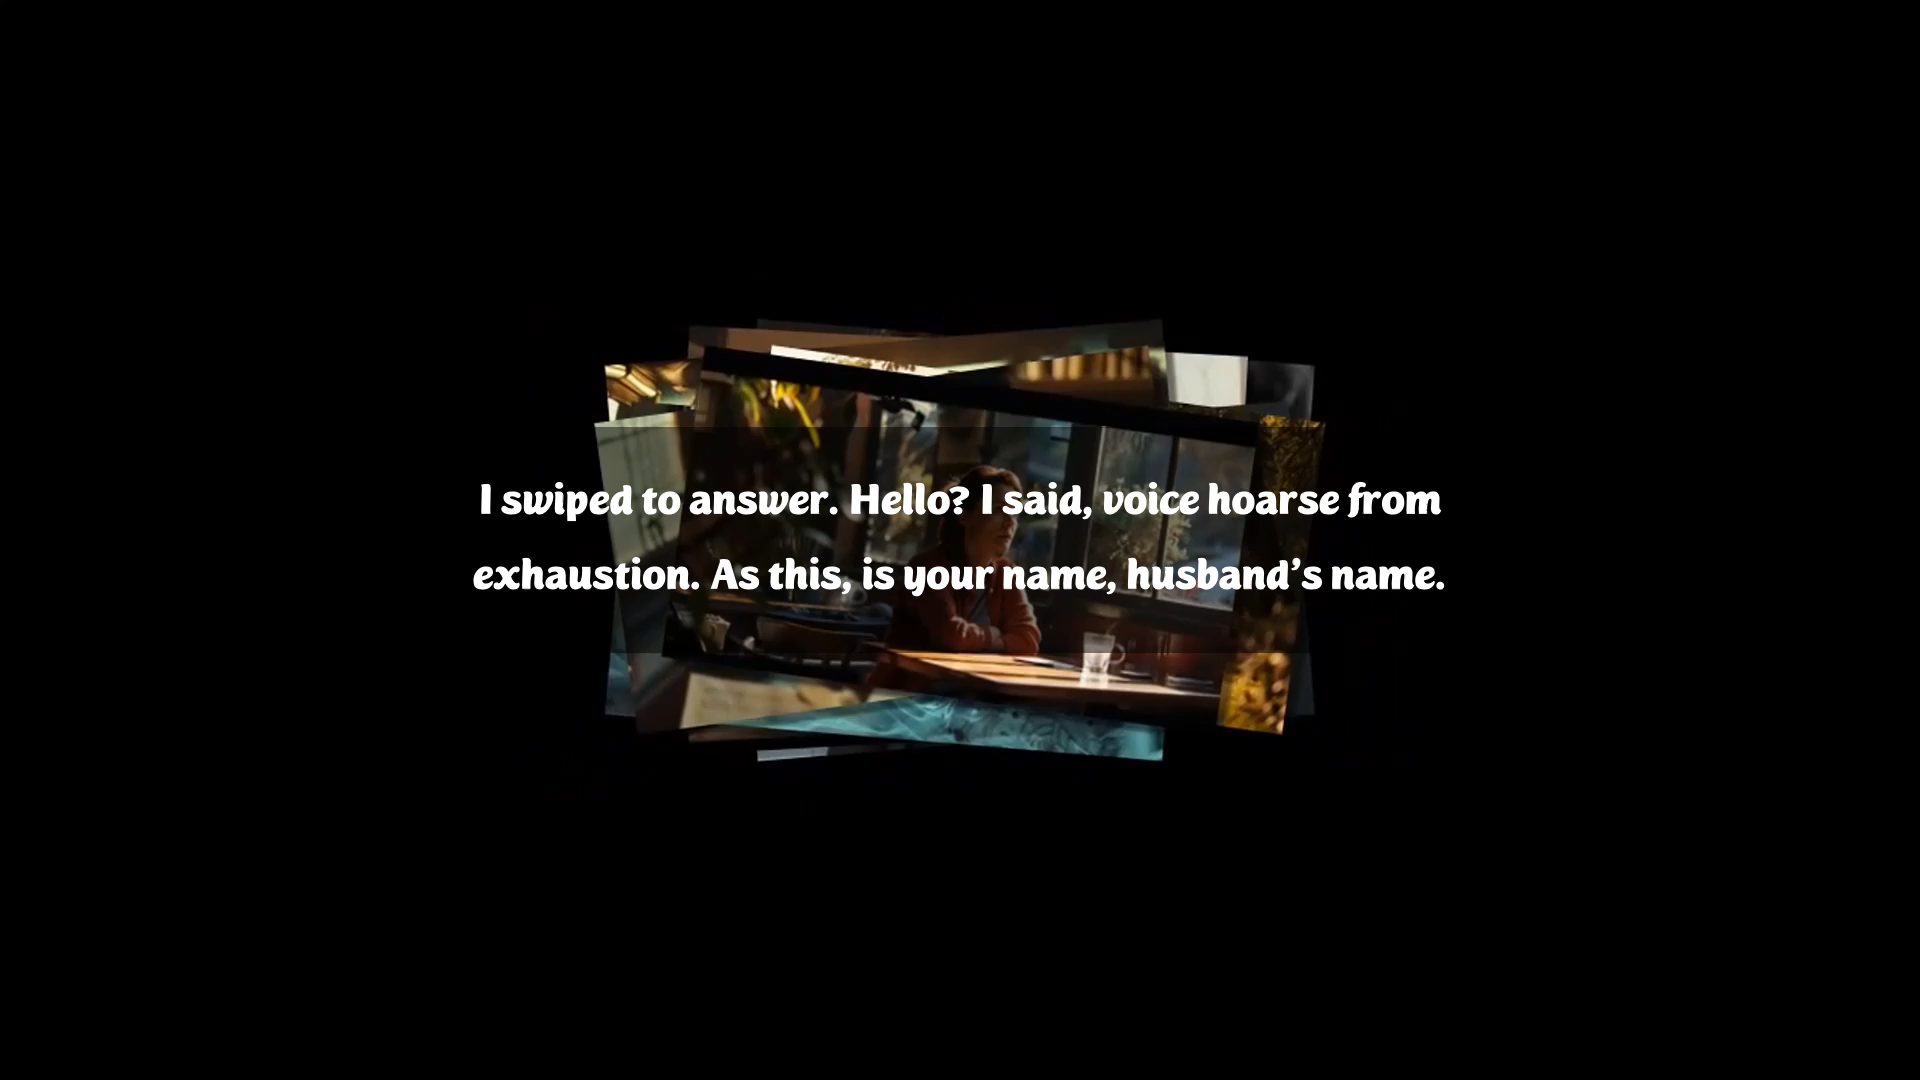 I swiped to answer. Hello? I said, voice hoarse from
exhaustion. As this, is your name, husband's name.